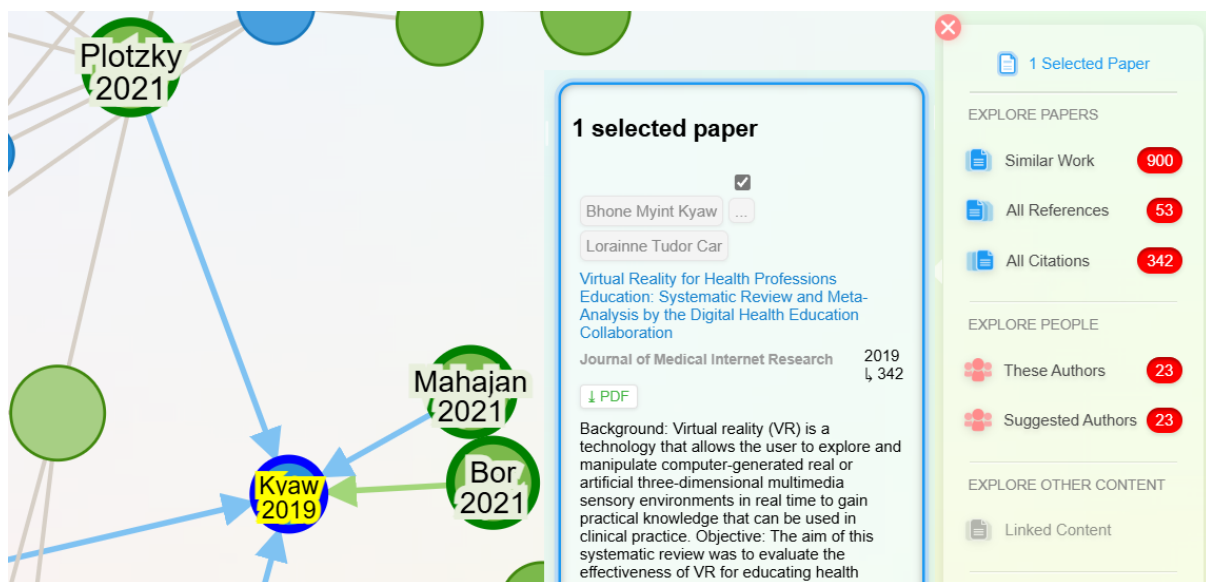 Plotzky
2021
Mahajan
2021
Bor
2021
Kyaw
2019
1 selected paper
Bhone Myint Kyaw
...
Lorainne Tudor Car
Virtual Reality for Health Professions
Education: Systematic Review and Meta-
Analysis by the Digital Health Education
Collaboration
Journal of Medical Internet Research
2019
↳ 342
⤓ PDF
Background: Virtual reality (VR) is a
technology that allows the user to explore and
manipulate computer-generated real or
artificial three-dimensional multimedia
sensory environments in real time to gain
practical knowledge that can be used in
clinical practice. Objective: The aim of this
systematic review was to evaluate the
effectiveness of VR for educating health
1 Selected Paper
EXPLORE PAPERS
Similar Work 900
All References 53
All Citations 342
EXPLORE PEOPLE
These Authors 23
Suggested Authors 23
EXPLORE OTHER CONTENT
Linked Content